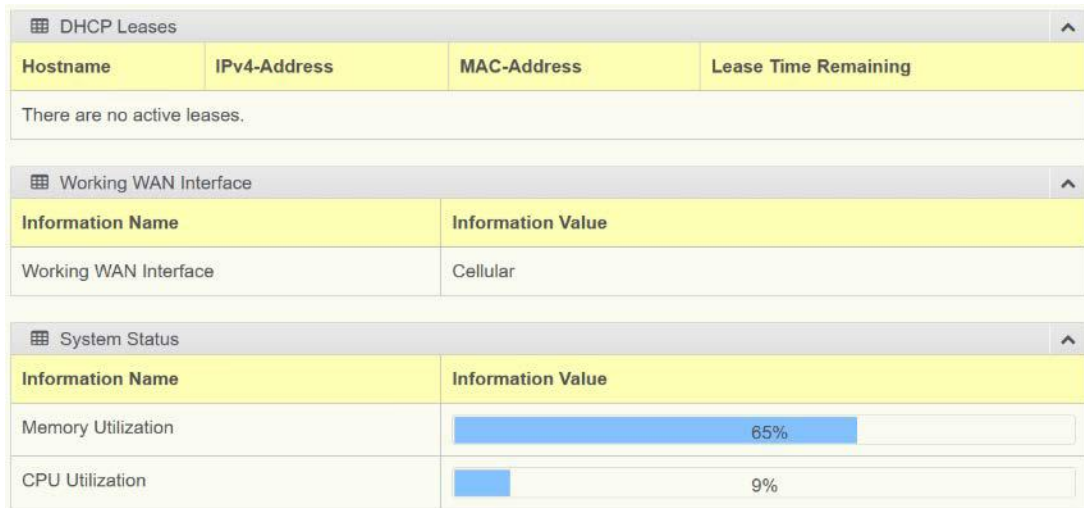 DHCP Leases
Hostname IPv4-Address MAC-Address Lease Time Remaining
There are no active leases.
Working WAN Interface
Information Name Information Value
Working WAN Interface Cellular
System Status
Information Name Information Value
Memory Utilization 65%
CPU Utilization 9%